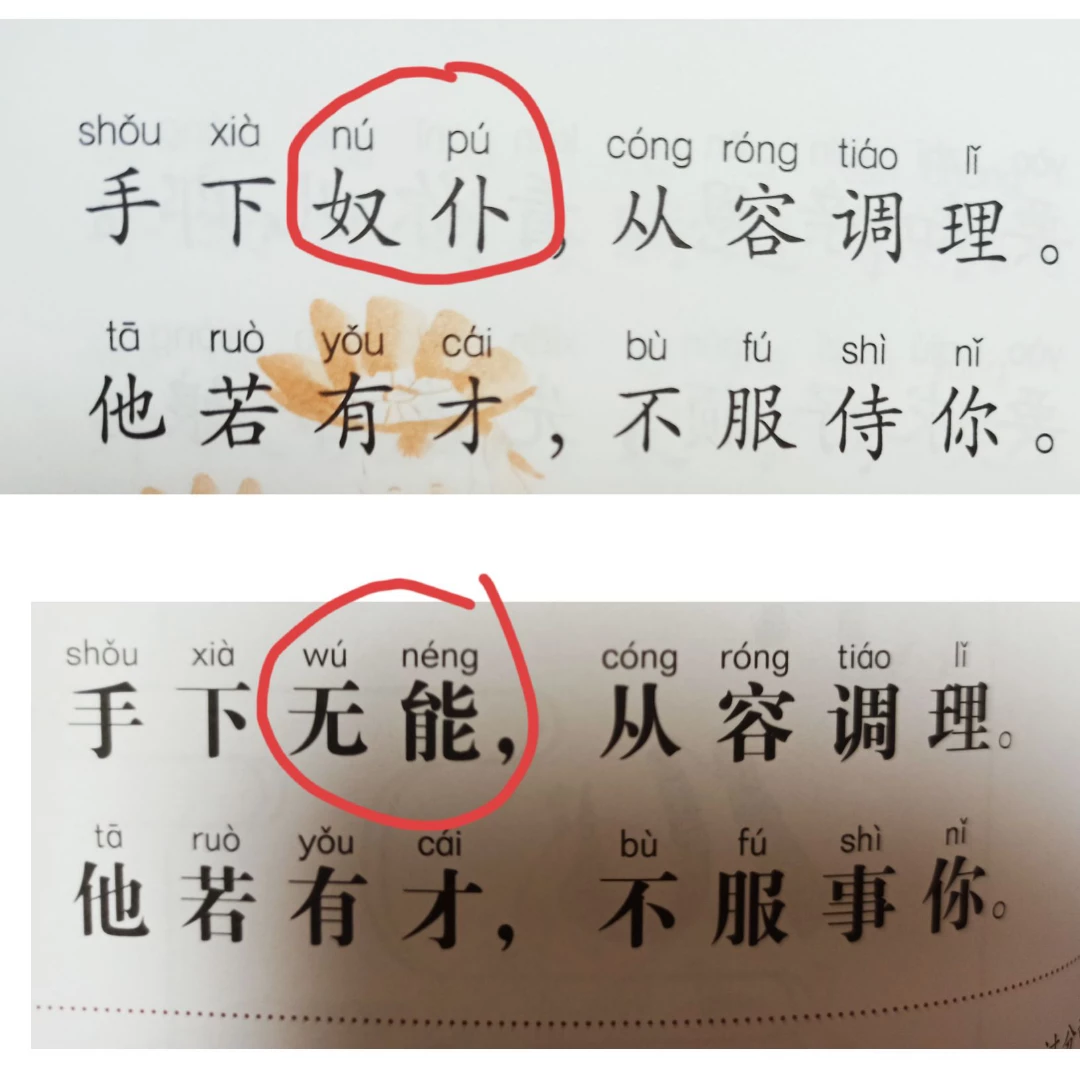 shǒu xià nú pú cóng róng tiáo lǐ
手下奴仆，从容调理。
tā ruò yǒu cái bù fú shì nǐ
他若有才，不服侍你。
shǒu xià wú néng cóng róng tiáo lǐ
手下无能，从容调理。
tā ruò yǒu cái bù fú shì nǐ
他若有才，不服事你。